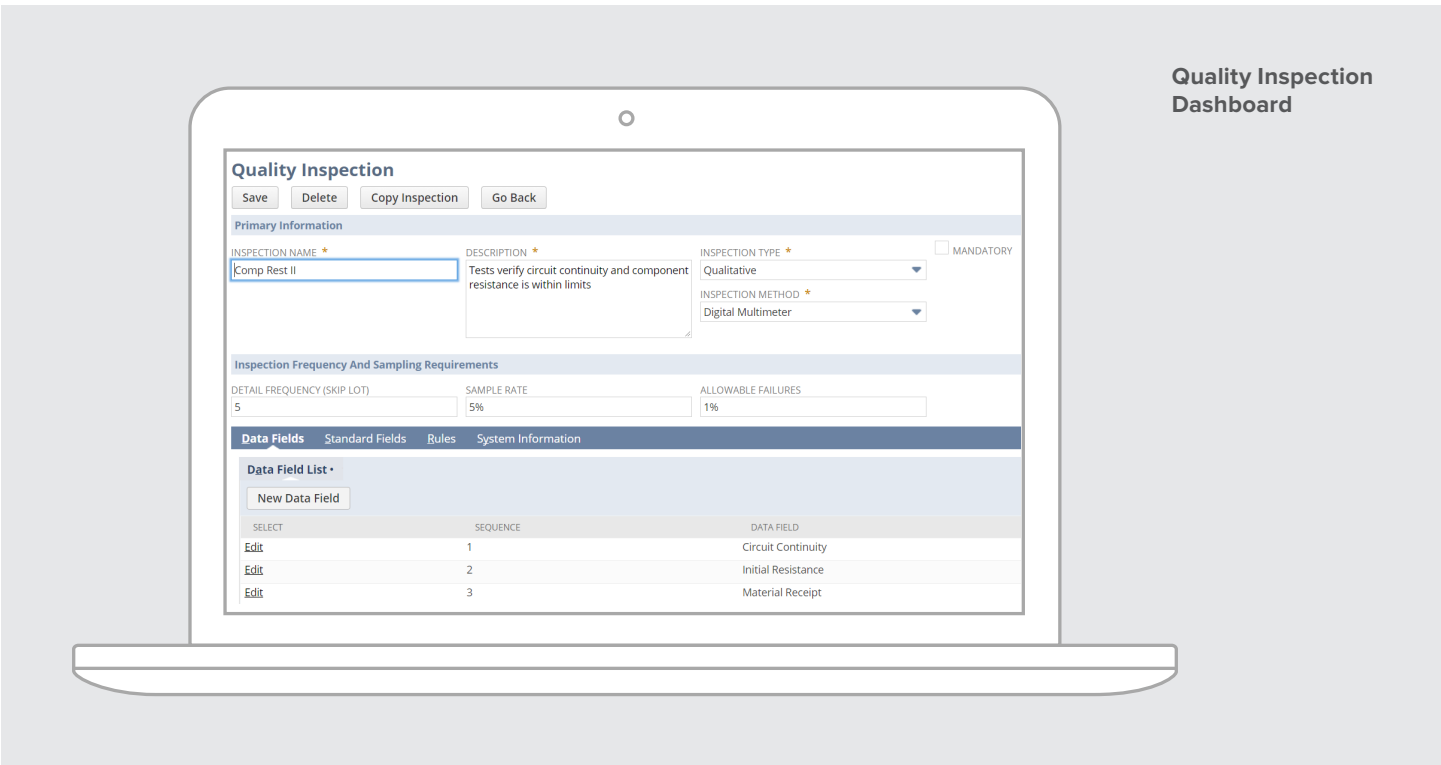 Quality Inspection
Dashboard
Quality Inspection
Save Delete Copy Inspection Go Back
Primary Information
INSPECTION NAME * DESCRIPTION * INSPECTION TYPE * MANDATORY
Comp Rest II Tests verify circuit continuity and component Qualitative
resistance is within limits
INSPECTION METHOD *
Digital Multimeter
Inspection Frequency And Sampling Requirements
DETAIL FREQUENCY (SKIP LOT) SAMPLE RATE ALLOWABLE FAILURES
5 5% 1%
Data Fields Standard Fields Rules System Information
Data Field List •
New Data Field
SELECT SEQUENCE DATA FIELD
Edit 1 Circuit Continuity
Edit 2 Initial Resistance
Edit 3 Material Receipt